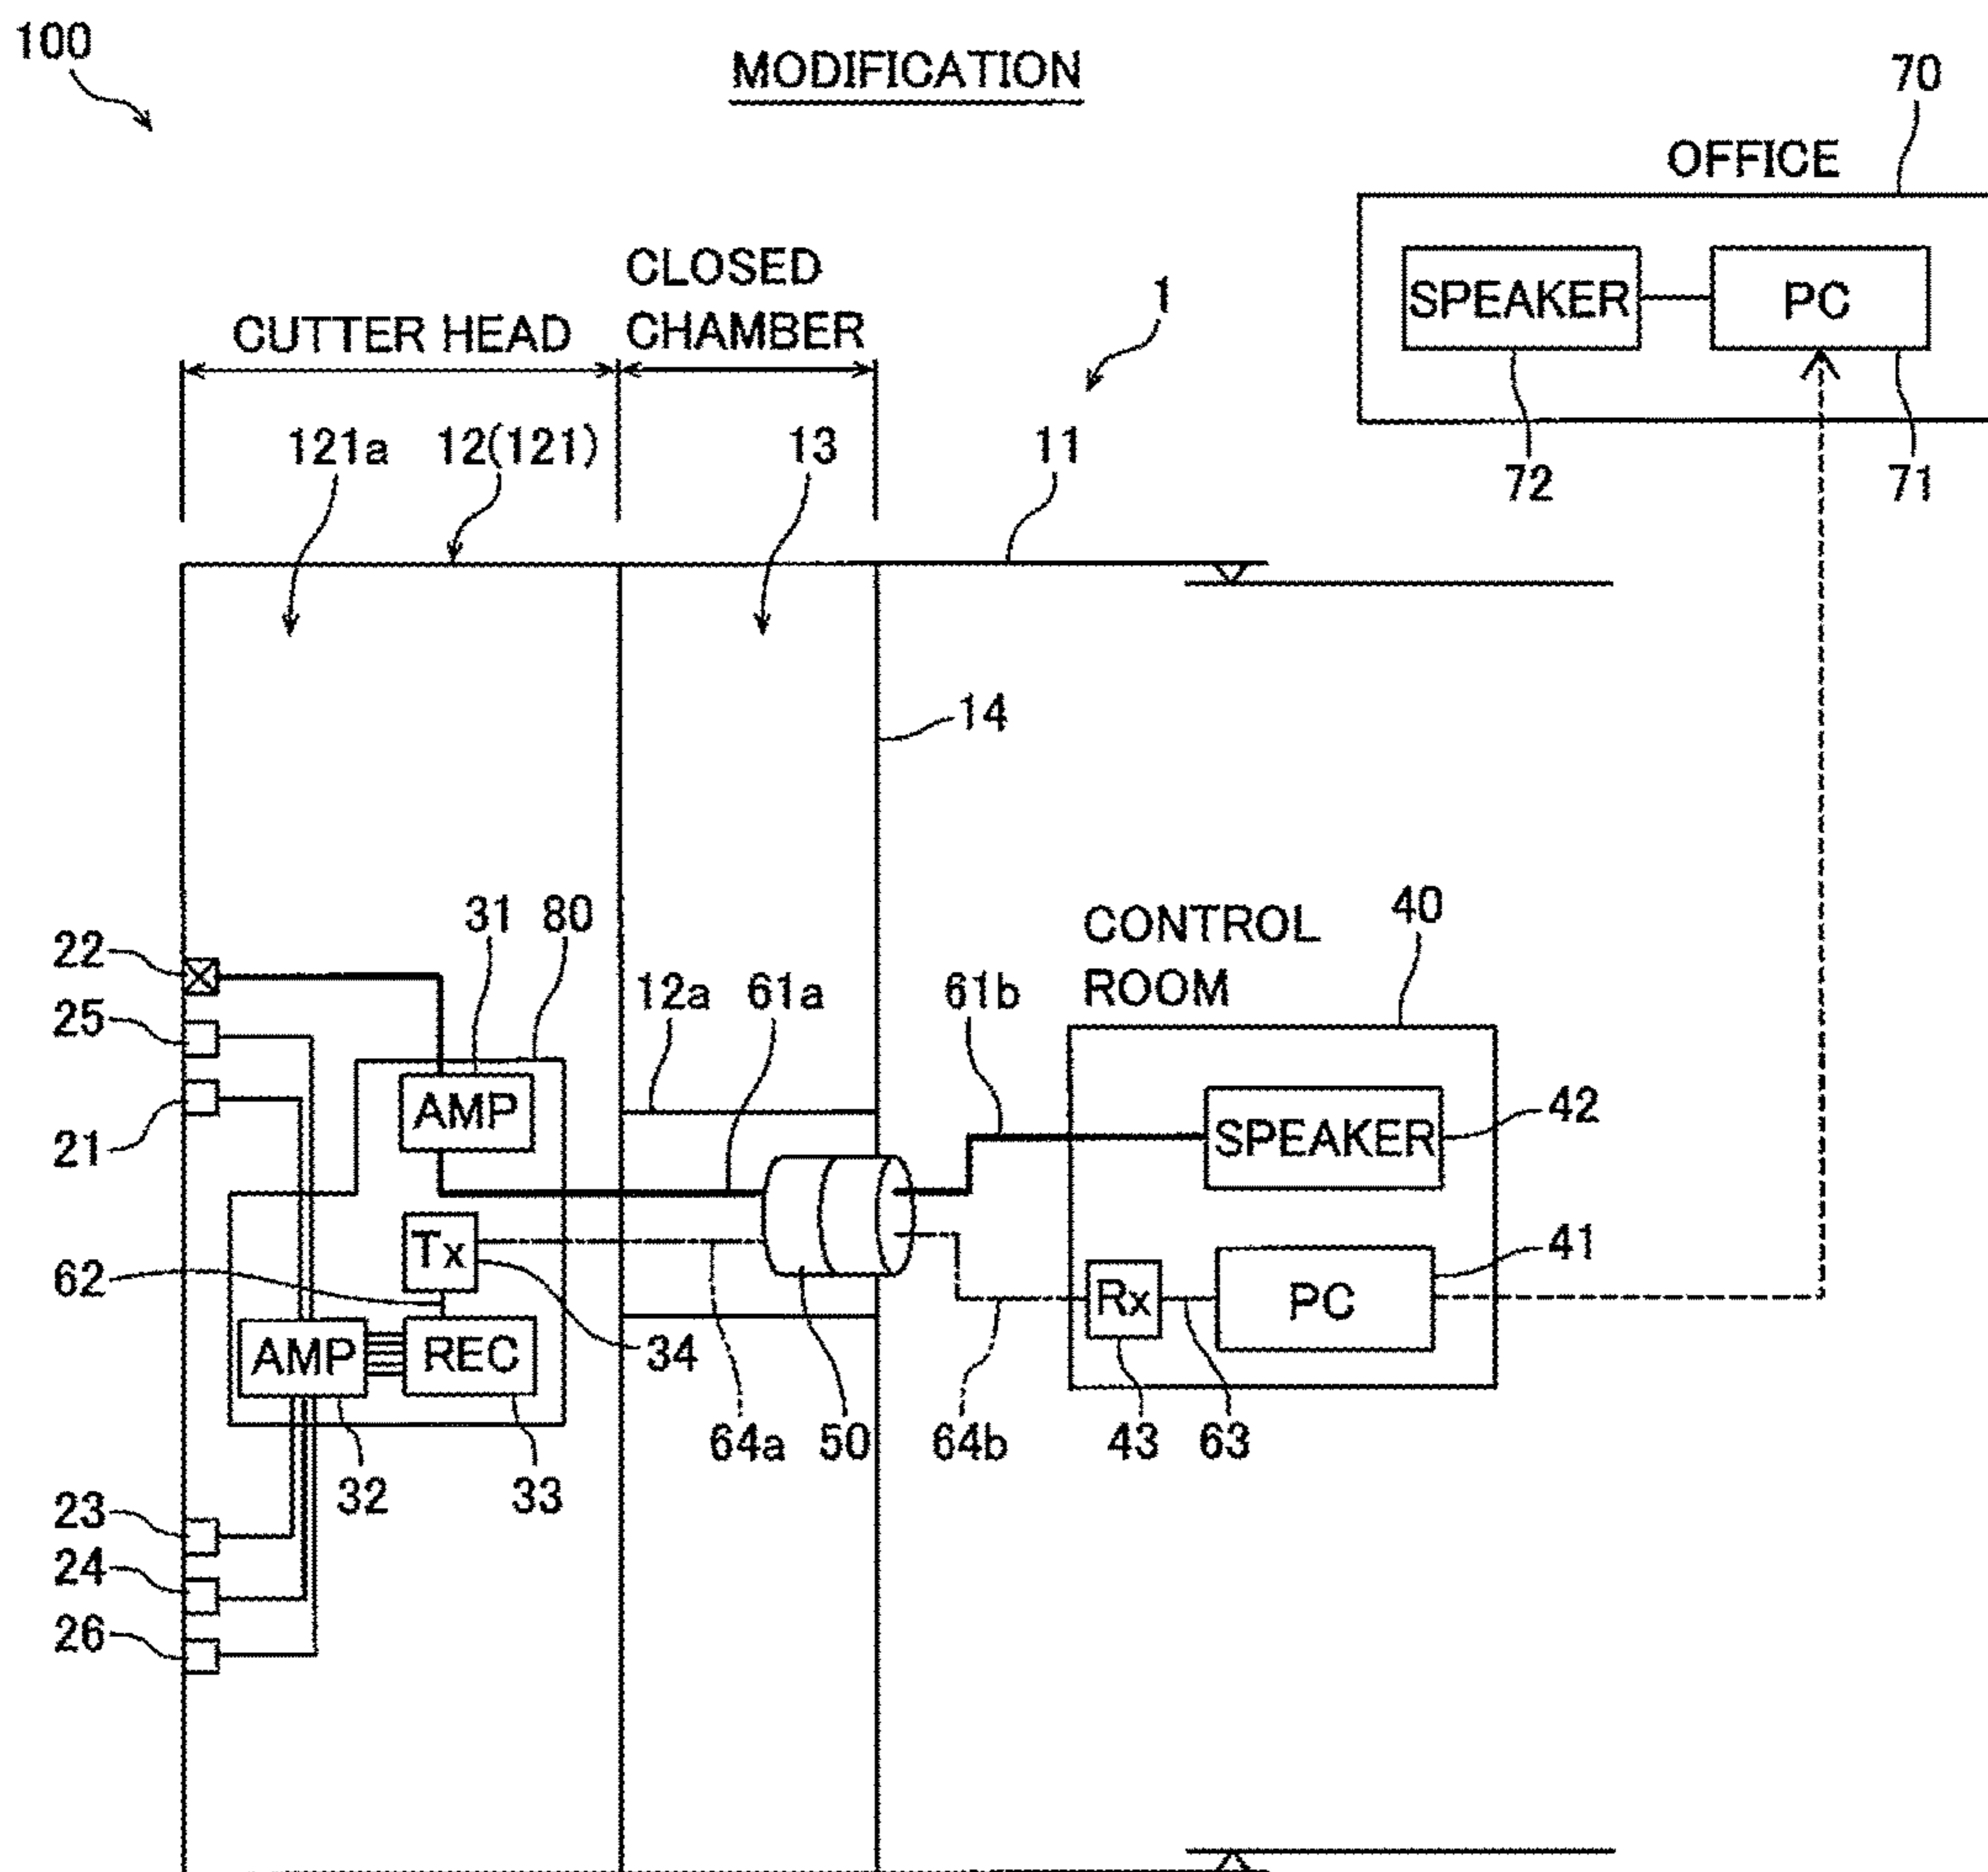 100
MODIFICATION
70
OFFICE
SPEAKER
PC
72
71
CUTTER HEAD
CLOSED
CHAMBER
1
121a
12(121)
13
11
14
22
25
21
31
80
12a
61a
61b
CONTROL
ROOM
40
AMP
SPEAKER
42
Tx
62
41
Rx
PC
AMP
REC
34
64a
50
64b
43
63
32
33
23
24
26